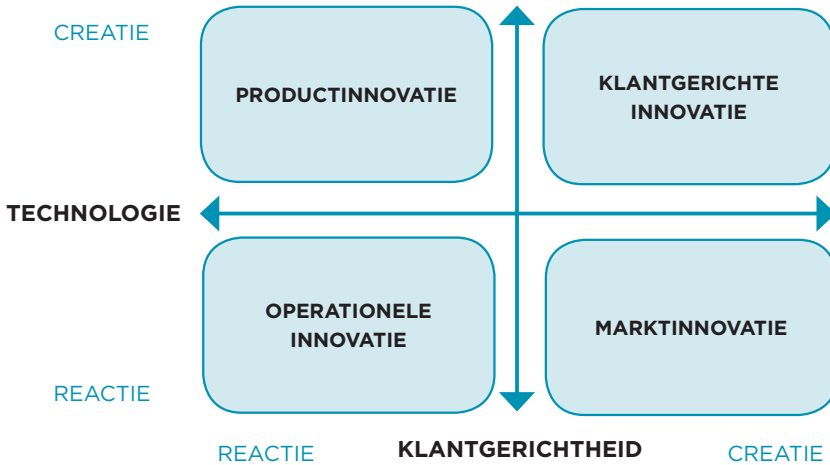 CREATIE
PRODUCTINNOVATIE
KLANTGERICHTE
INNOVATIE
TECHNOLOGIE
OPERATIONELE
INNOVATIE
MARKTINNOVATIE
REACTIE
REACTIE
KLANTGERICHTHEID
CREATIE